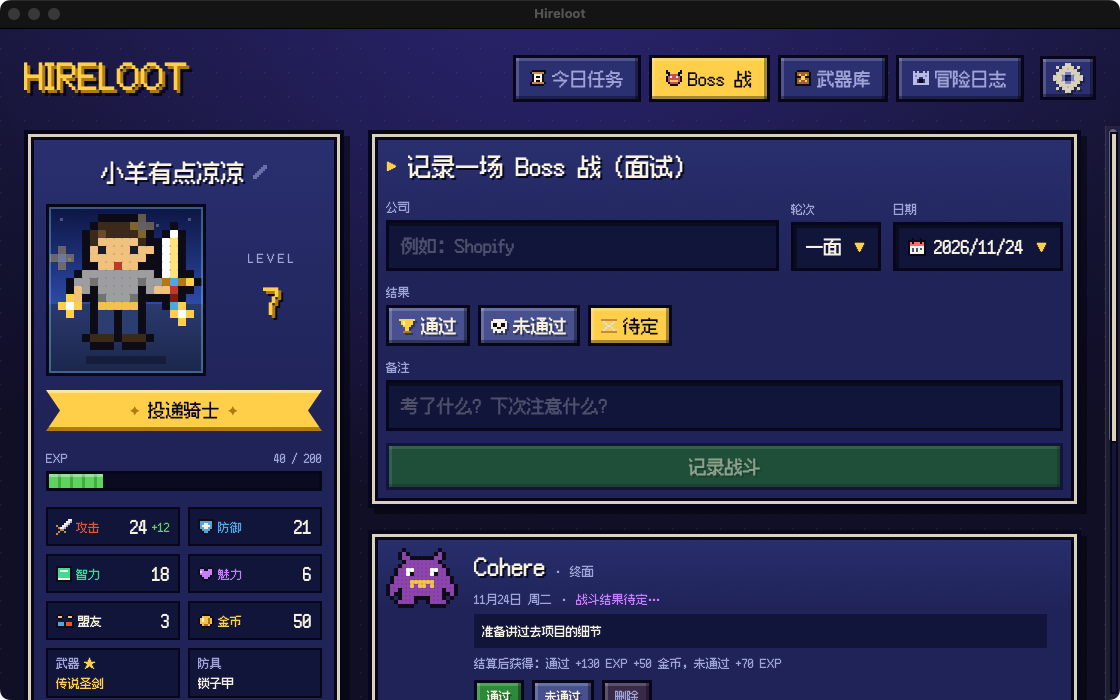 Hireloot
HIRELOOT
今日任务
Boss 战
武器库
冒险日志
小羊有点凉凉
LEVEL
7
投递骑士
EXP 40 / 200
攻击 24 +12
防御 21
智力 18
魅力 6
盟友 3
金币 50
武器
传说圣剑
防具
锁子甲
记录一场 Boss 战（面试）
公司
例如：Shopify
轮次
一面
日期
2026/11/24
结果
通过
未通过
待定
备注
考了什么？下次注意什么？
记录战斗
Cohere · 终面
11月24日 周二 · 战斗结果待定…
准备讲过去项目的细节
结算后获得：通过 +130 EXP +50 金币，未通过 +70 EXP
通过
未通过
删除